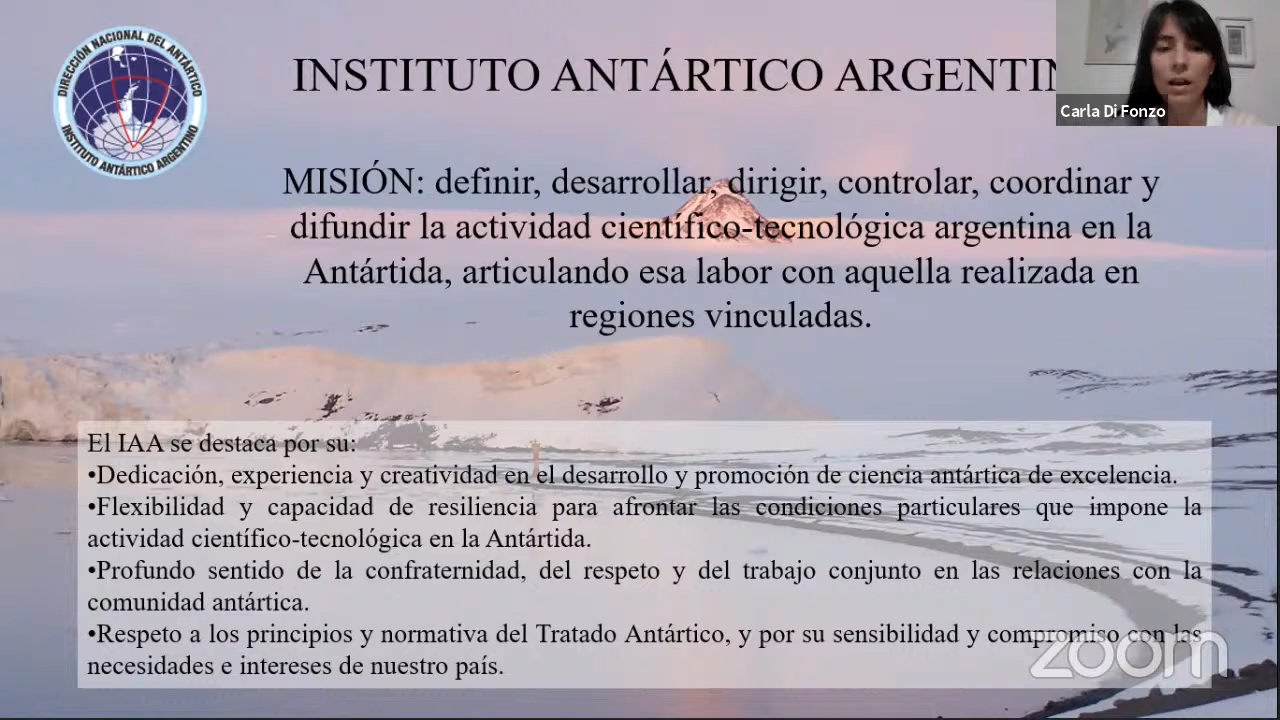 DIRECCIÓN NACIONAL DEL ANTÁRTICO
INSTITUTO ANTÁRTICO ARGENTINO
INSTITUTO ANTÁRTICO ARGENTIN
Carla Di Fonzo
MISIÓN: definir, desarrollar, dirigir, controlar, coordinar y
difundir la actividad científico-tecnológica argentina en la
Antártida, articulando esa labor con aquella realizada en
regiones vinculadas.
El IAA se destaca por su:
•Dedicación, experiencia y creatividad en el desarrollo y promoción de ciencia antártica de excelencia.
•Flexibilidad y capacidad de resiliencia para afrontar las condiciones particulares que impone la
actividad científico-tecnológica en la Antártida.
•Profundo sentido de la confraternidad, del respeto y del trabajo conjunto en las relaciones con la
comunidad antártica.
•Respeto a los principios y normativa del Tratado Antártico, y por su sensibilidad y compromiso con las
necesidades e intereses de nuestro país.
zoom